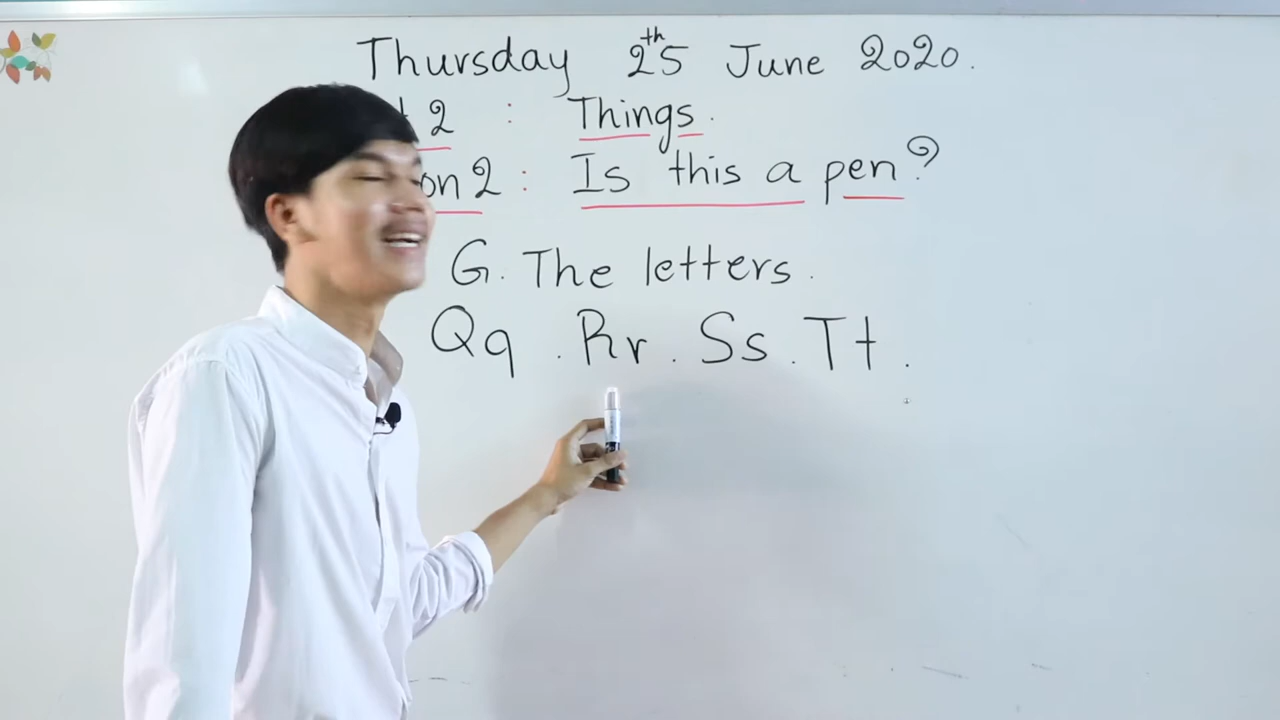 Thursday 25th June 2020.
2 : Things.
on 2 : Is this a pen?
G. The letters.
Qq . Rr . Ss . Tt .